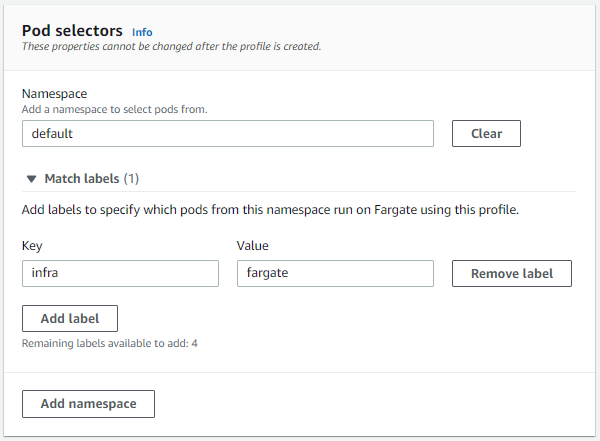 Pod selectors Info
These properties cannot be changed after the profile is created.
Namespace
Add a namespace to select pods from.
default
Clear
Match labels (1)
Add labels to specify which pods from this namespace run on Fargate using this profile.
Key Value
infra fargate Remove label
Add label
Remaining labels available to add: 4
Add namespace